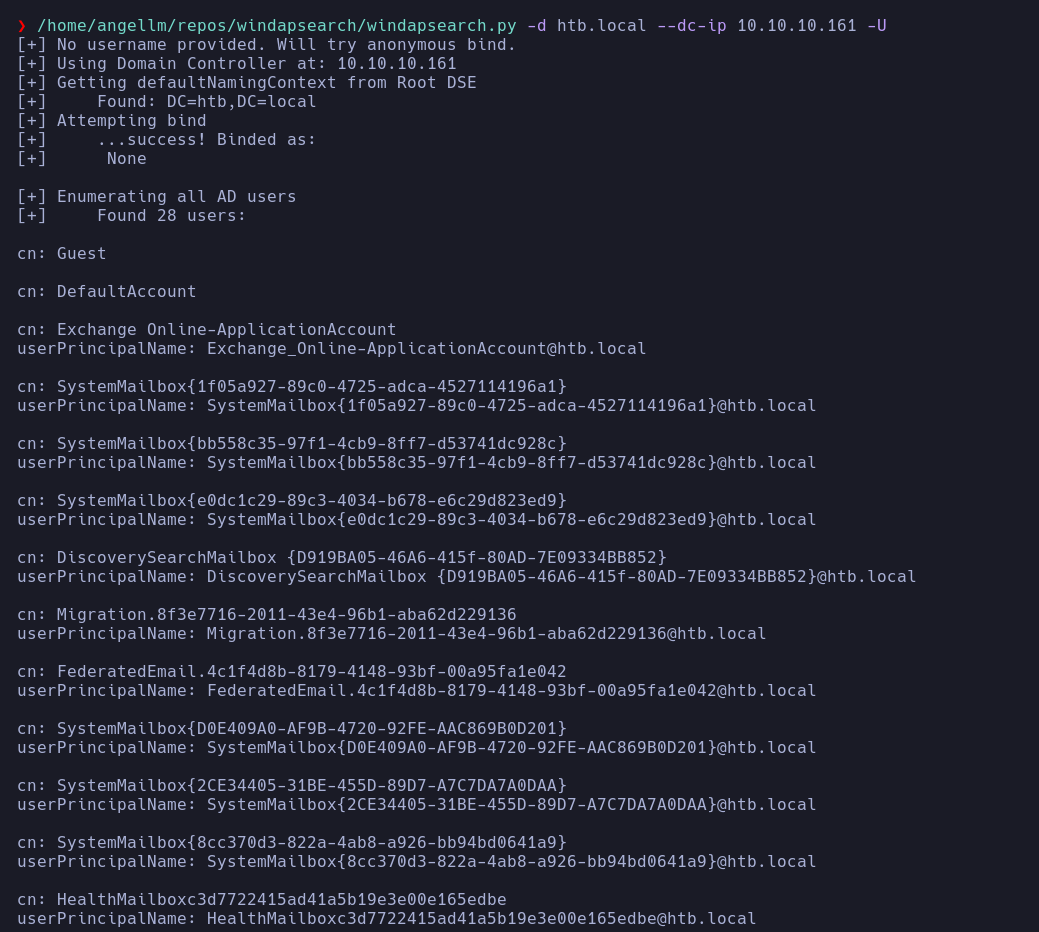 ❯ /home/angellm/repos/windapsearch/windapsearch.py -d htb.local --dc-ip 10.10.10.161 -U
[+] No username provided. Will try anonymous bind.
[+] Using Domain Controller at: 10.10.10.161
[+] Getting defaultNamingContext from Root DSE
[+]     Found: DC=htb,DC=local
[+] Attempting bind
[+]     ...success! Binded as:
[+]      None
[+] Enumerating all AD users
[+]     Found 28 users:
cn: Guest
cn: DefaultAccount
cn: Exchange Online-ApplicationAccount
userPrincipalName: Exchange_Online-ApplicationAccount@htb.local
cn: SystemMailbox{1f05a927-89c0-4725-adca-4527114196a1}
userPrincipalName: SystemMailbox{1f05a927-89c0-4725-adca-4527114196a1}@htb.local
cn: SystemMailbox{bb558c35-97f1-4cb9-8ff7-d53741dc928c}
userPrincipalName: SystemMailbox{bb558c35-97f1-4cb9-8ff7-d53741dc928c}@htb.local
cn: SystemMailbox{e0dc1c29-89c3-4034-b678-e6c29d823ed9}
userPrincipalName: SystemMailbox{e0dc1c29-89c3-4034-b678-e6c29d823ed9}@htb.local
cn: DiscoverySearchMailbox {D919BA05-46A6-415f-80AD-7E09334BB852}
userPrincipalName: DiscoverySearchMailbox {D919BA05-46A6-415f-80AD-7E09334BB852}@htb.local
cn: Migration.8f3e7716-2011-43e4-96b1-aba62d229136
userPrincipalName: Migration.8f3e7716-2011-43e4-96b1-aba62d229136@htb.local
cn: FederatedEmail.4c1f4d8b-8179-4148-93bf-00a95fa1e042
userPrincipalName: FederatedEmail.4c1f4d8b-8179-4148-93bf-00a95fa1e042@htb.local
cn: SystemMailbox{D0E409A0-AF9B-4720-92FE-AAC869B0D201}
userPrincipalName: SystemMailbox{D0E409A0-AF9B-4720-92FE-AAC869B0D201}@htb.local
cn: SystemMailbox{2CE34405-31BE-455D-89D7-A7C7DA7A0DAA}
userPrincipalName: SystemMailbox{2CE34405-31BE-455D-89D7-A7C7DA7A0DAA}@htb.local
cn: SystemMailbox{8cc370d3-822a-4ab8-a926-bb94bd0641a9}
userPrincipalName: SystemMailbox{8cc370d3-822a-4ab8-a926-bb94bd0641a9}@htb.local
cn: HealthMailboxc3d7722415ad41a5b19e3e00e165edbe
userPrincipalName: HealthMailboxc3d7722415ad41a5b19e3e00e165edbe@htb.local